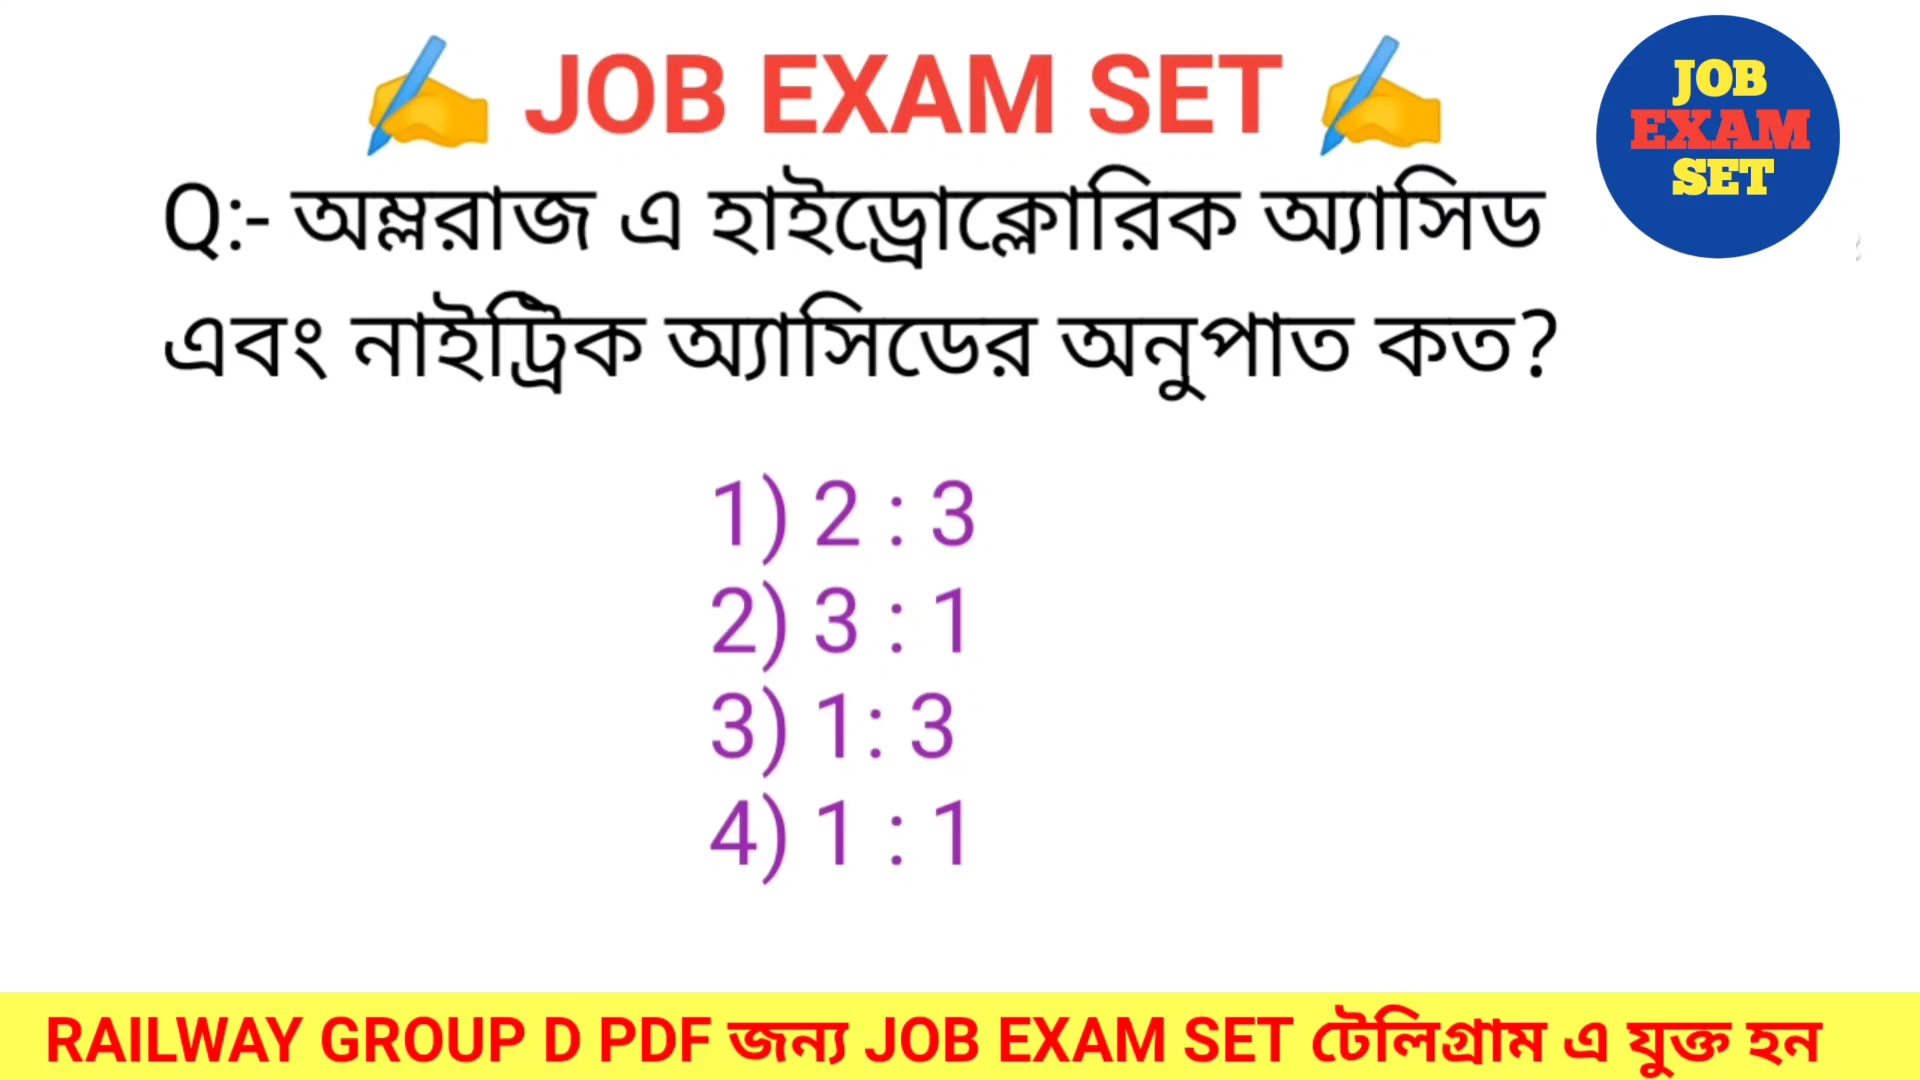 ✍️ JOB EXAM SET ✍️
JOB
EXAM
SET
Q:- অম্লরাজ এ হাইড্রোক্লোরিক অ্যাসিড
এবং নাইট্রিক অ্যাসিডের অনুপাত কত?
1) 2 : 3
2) 3 : 1
3) 1: 3
4) 1 : 1
RAILWAY GROUP D PDF জন্য JOB EXAM SET টেলিগ্রাম এ যুক্ত হন